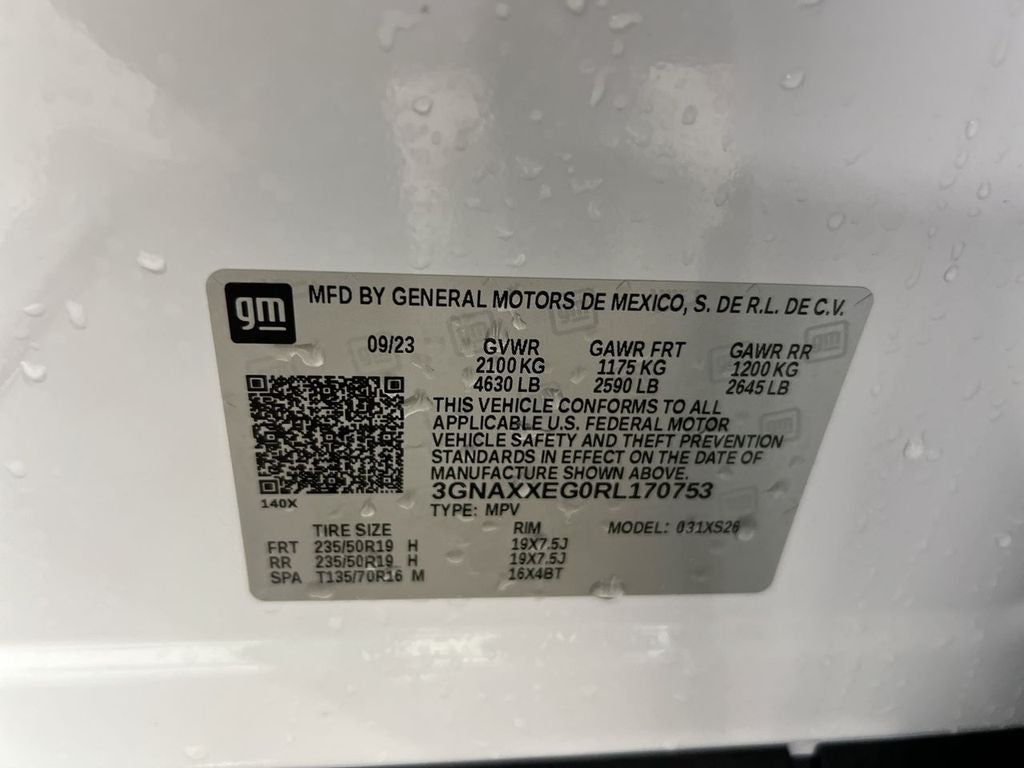 gm
MFD BY GENERAL MOTORS DE MEXICO, S. DE R.L. DE C.V.
09/23 GVWR GAWR FRT GAWR RR
2100 KG 1175 KG 1200 KG
4630 LB 2590 LB 2645 LB
THIS VEHICLE CONFORMS TO ALL
APPLICABLE U.S. FEDERAL MOTOR
VEHICLE SAFETY AND THEFT PREVENTION
STANDARDS IN EFFECT ON THE DATE OF
MANUFACTURE SHOWN ABOVE.
3GNAXXEG0RL170753
140X
TYPE: MPV
TIRE SIZE RIM MODEL: 031XS26
FRT 235/50R19 H 19X7.5J
RR 235/50R19 H 19X7.5J
SPA T135/70R16 M 16X4BT